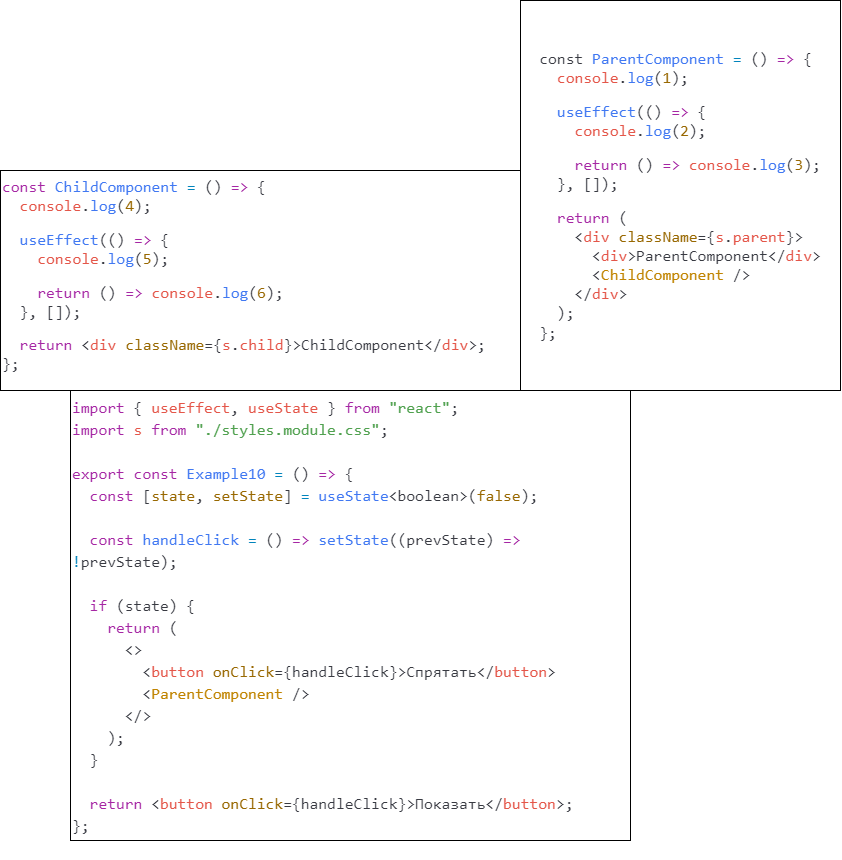 const ParentComponent = () => {
  console.log(1);
  useEffect(() => {
    console.log(2);
    return () => console.log(3);
  }, []);
  return (
    <div className={s.parent}>
      <div>ParentComponent</div>
      <ChildComponent />
    </div>
  );
};
const ChildComponent = () => {
  console.log(4);
  useEffect(() => {
    console.log(5);
    return () => console.log(6);
  }, []);
  return <div className={s.child}>ChildComponent</div>;
};
import { useEffect, useState } from "react";
import s from "./styles.module.css";
export const Example10 = () => {
  const [state, setState] = useState<boolean>(false);
  const handleClick = () => setState((prevState) =>
!prevState);
  if (state) {
    return (
      <>
        <button onClick={handleClick}>Спрятать</button>
        <ParentComponent />
      </>
    );
  }
  return <button onClick={handleClick}>Показать</button>;
};